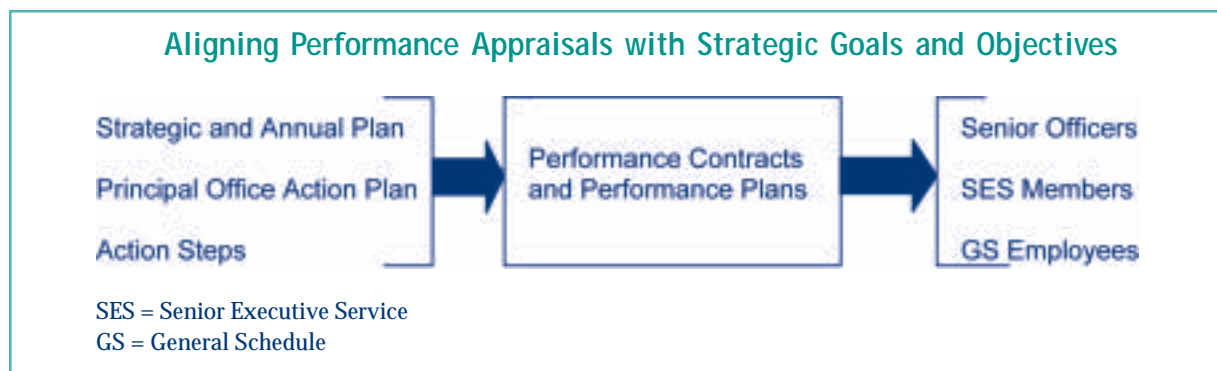 Aligning Performance Appraisals with Strategic Goals and Objectives
Strategic and Annual Plan
Principal Office Action Plan
Action Steps
Performance Contracts
and Performance Plans
Senior Officers
SES Members
GS Employees
SES = Senior Executive Service
GS = General Schedule